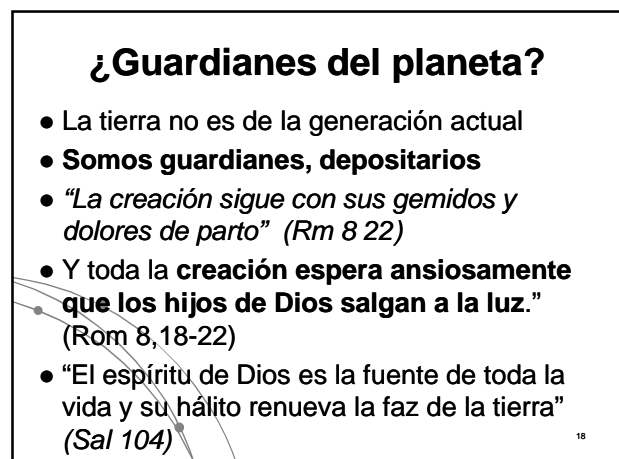 ¿Guardianes del planeta?
● La tierra no es de la generación actual
● Somos guardianes, depositarios
● “La creación sigue con sus gemidos y
dolores de parto” (Rm 8 22)
● Y toda la creación espera ansiosamente
que los hijos de Dios salgan a la luz.”
(Rom 8,18-22)
● “El espíritu de Dios es la fuente de toda la
vida y su hálito renueva la faz de la tierra”
(Sal 104)
18